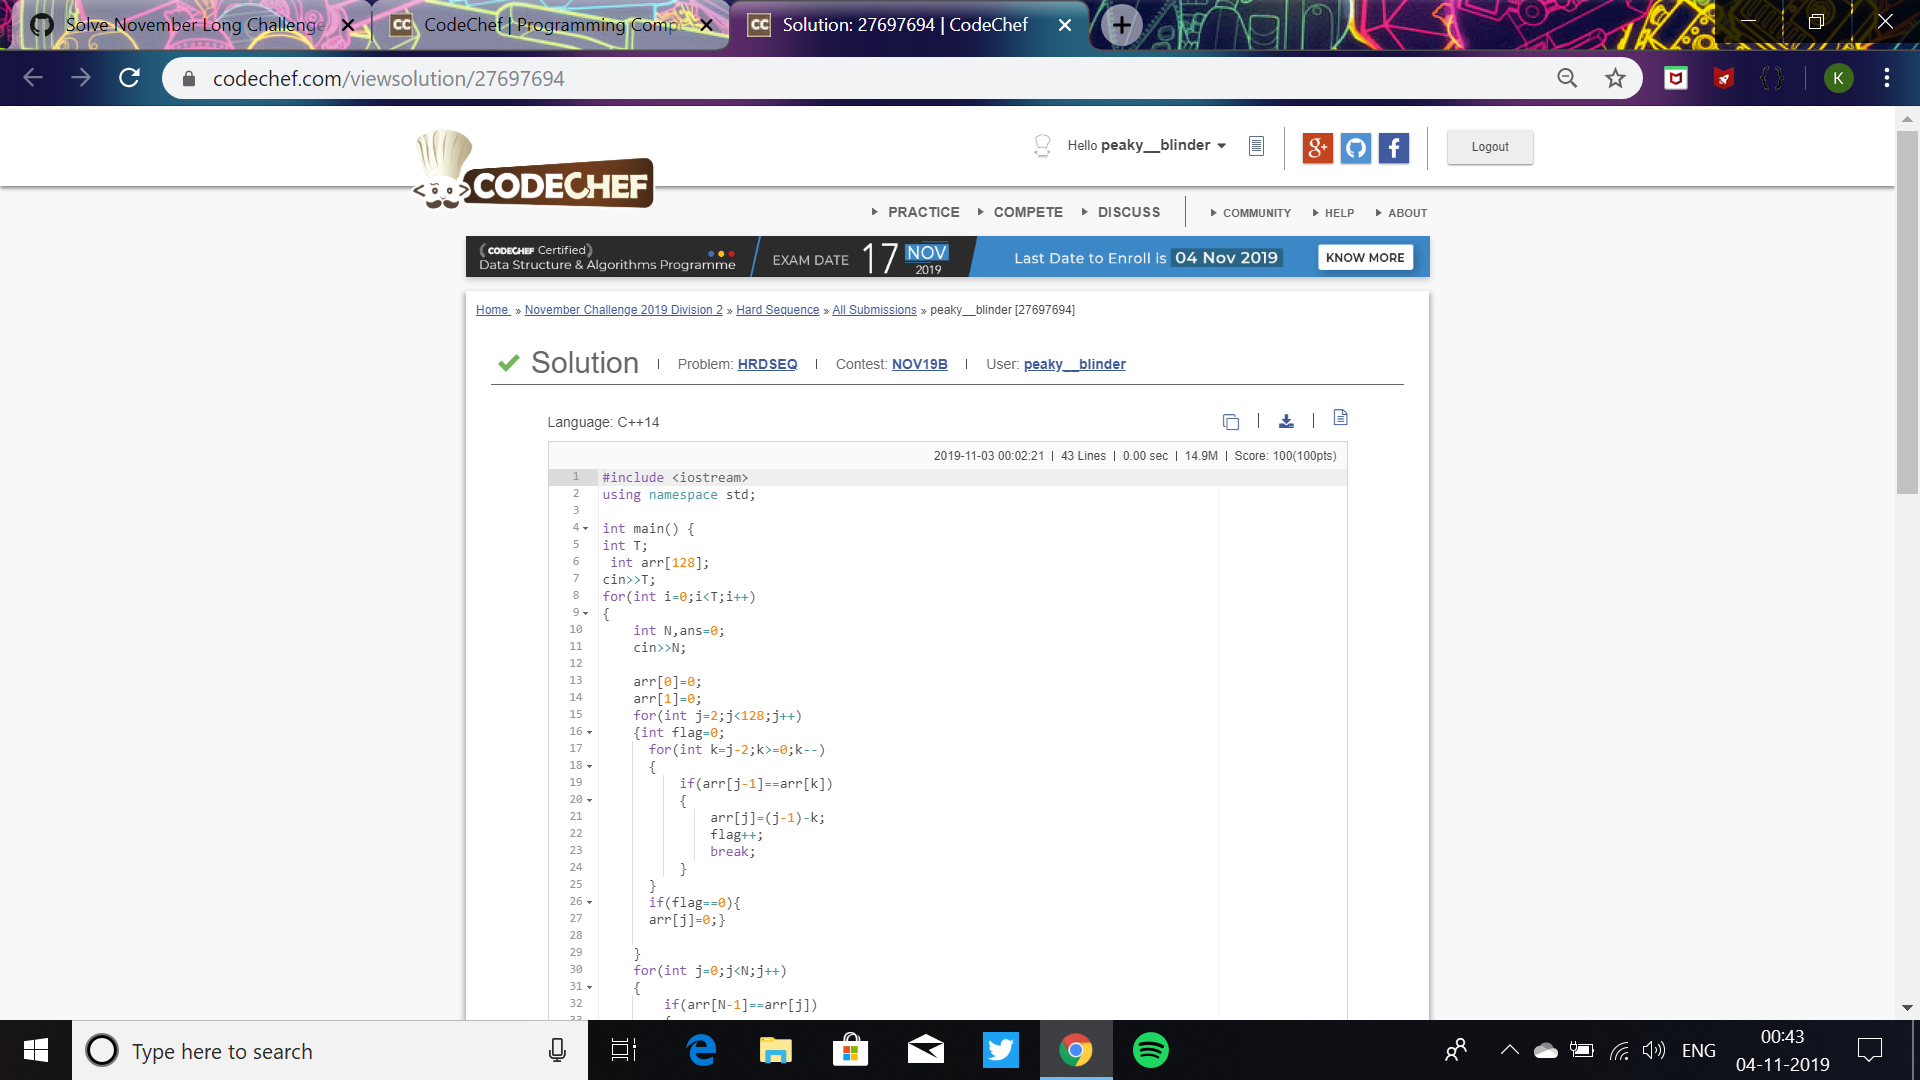 Solve November Long Challenge
CodeChef | Programming Compe
Solution: 27697694 | CodeChef
codechef.com/viewsolution/27697694
K
Hello peaky__blinder
Logout
CODECHEF
PRACTICE COMPETE DISCUSS COMMUNITY HELP ABOUT
CODECHEF Certified
Data Structure & Algorithms Programme
EXAM DATE 17 NOV 2019
Last Date to Enroll is 04 Nov 2019
KNOW MORE
Home » November Challenge 2019 Division 2 » Hard Sequence » All Submissions » peaky__blinder [27697694]
Solution | Problem: HRDSEQ | Contest: NOV19B | User: peaky__blinder
Language: C++14
2019-11-03 00:02:21 | 43 Lines | 0.00 sec | 14.9M | Score: 100(100pts)
1 #include <iostream>
2 using namespace std;
3
4 int main() {
5 int T;
6 int arr[128];
7 cin>>T;
8 for(int i=0;i<T;i++)
9 {
10 int N,ans=0;
11 cin>>N;
12
13 arr[0]=0;
14 arr[1]=0;
15 for(int j=2;j<128;j++)
16 {int flag=0;
17 for(int k=j-2;k>=0;k--)
18 {
19 if(arr[j-1]==arr[k])
20 {
21 arr[j]=(j-1)-k;
22 flag++;
23 break;
24 }
25 }
26 if(flag==0){
27 arr[j]=0;}
28
29 }
30 for(int j=0;j<N;j++)
31 {
32 if(arr[N-1]==arr[j])
Type here to search
ENG
00:43
04-11-2019